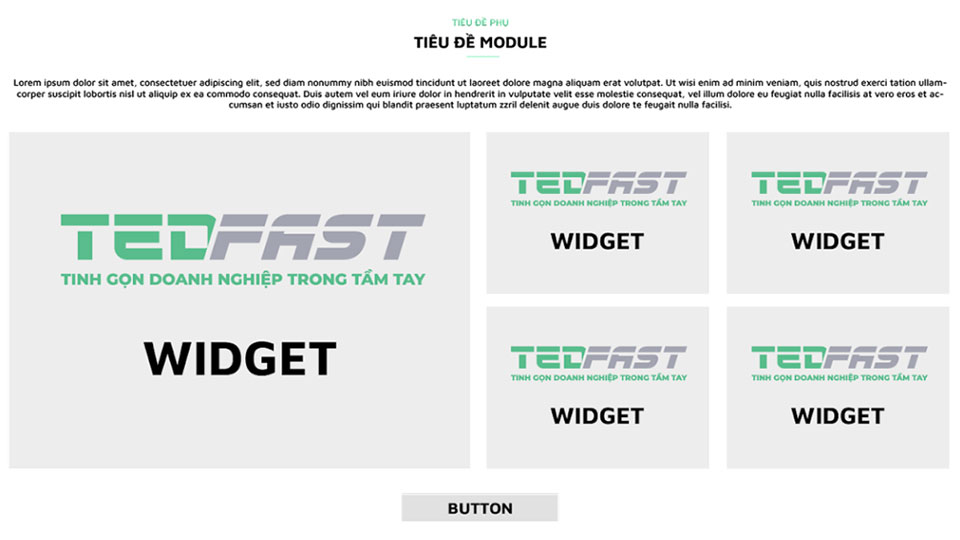 TIÊU ĐỀ PHỤ
TIÊU ĐỀ MODULE
Lorem ipsum dolor sit amet, consectetuer adipiscing elit, sed diam nonummy nibh euismod tincidunt ut laoreet dolore magna aliquam erat volutpat. Ut wisi enim ad minim veniam, quis nostrud exerci tation ullam-
corper suscipit lobortis nisl ut aliquip ex ea commodo consequat. Duis autem vel eum iriure dolor in hendrerit in vulputate velit esse molestie consequat, vel illum dolore eu feugiat nulla facilisis at vero eros et ac-
cumsan et iusto odio dignissim qui blandit praesent luptatum zzril delenit augue duis dolore te feugait nulla facilisi.
TEDFAST
TINH GỌN DOANH NGHIỆP TRONG TẦM TAY
WIDGET
TEDFAST
TINH GỌN DOANH NGHIỆP TRONG TẦM TAY
WIDGET
TEDFAST
TINH GỌN DOANH NGHIỆP TRONG TẦM TAY
WIDGET
TEDFAST
TINH GỌN DOANH NGHIỆP TRONG TẦM TAY
WIDGET
TEDFAST
TINH GỌN DOANH NGHIỆP TRONG TẦM TAY
WIDGET
BUTTON